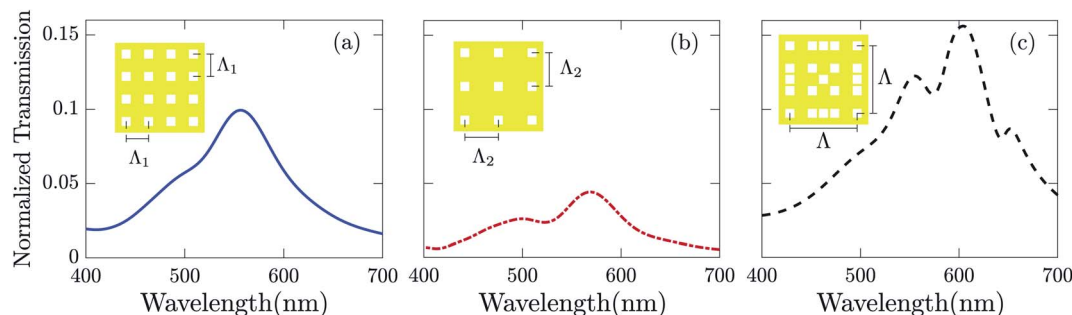 Normalized Transmission
0.15
0.1
0.05
0
(a)
Λ1
Λ1
400 500 600 700
Wavelength(nm)
(b)
Λ2
Λ2
400 500 600 700
Wavelength(nm)
(c)
Λ
Λ
400 500 600 700
Wavelength(nm)